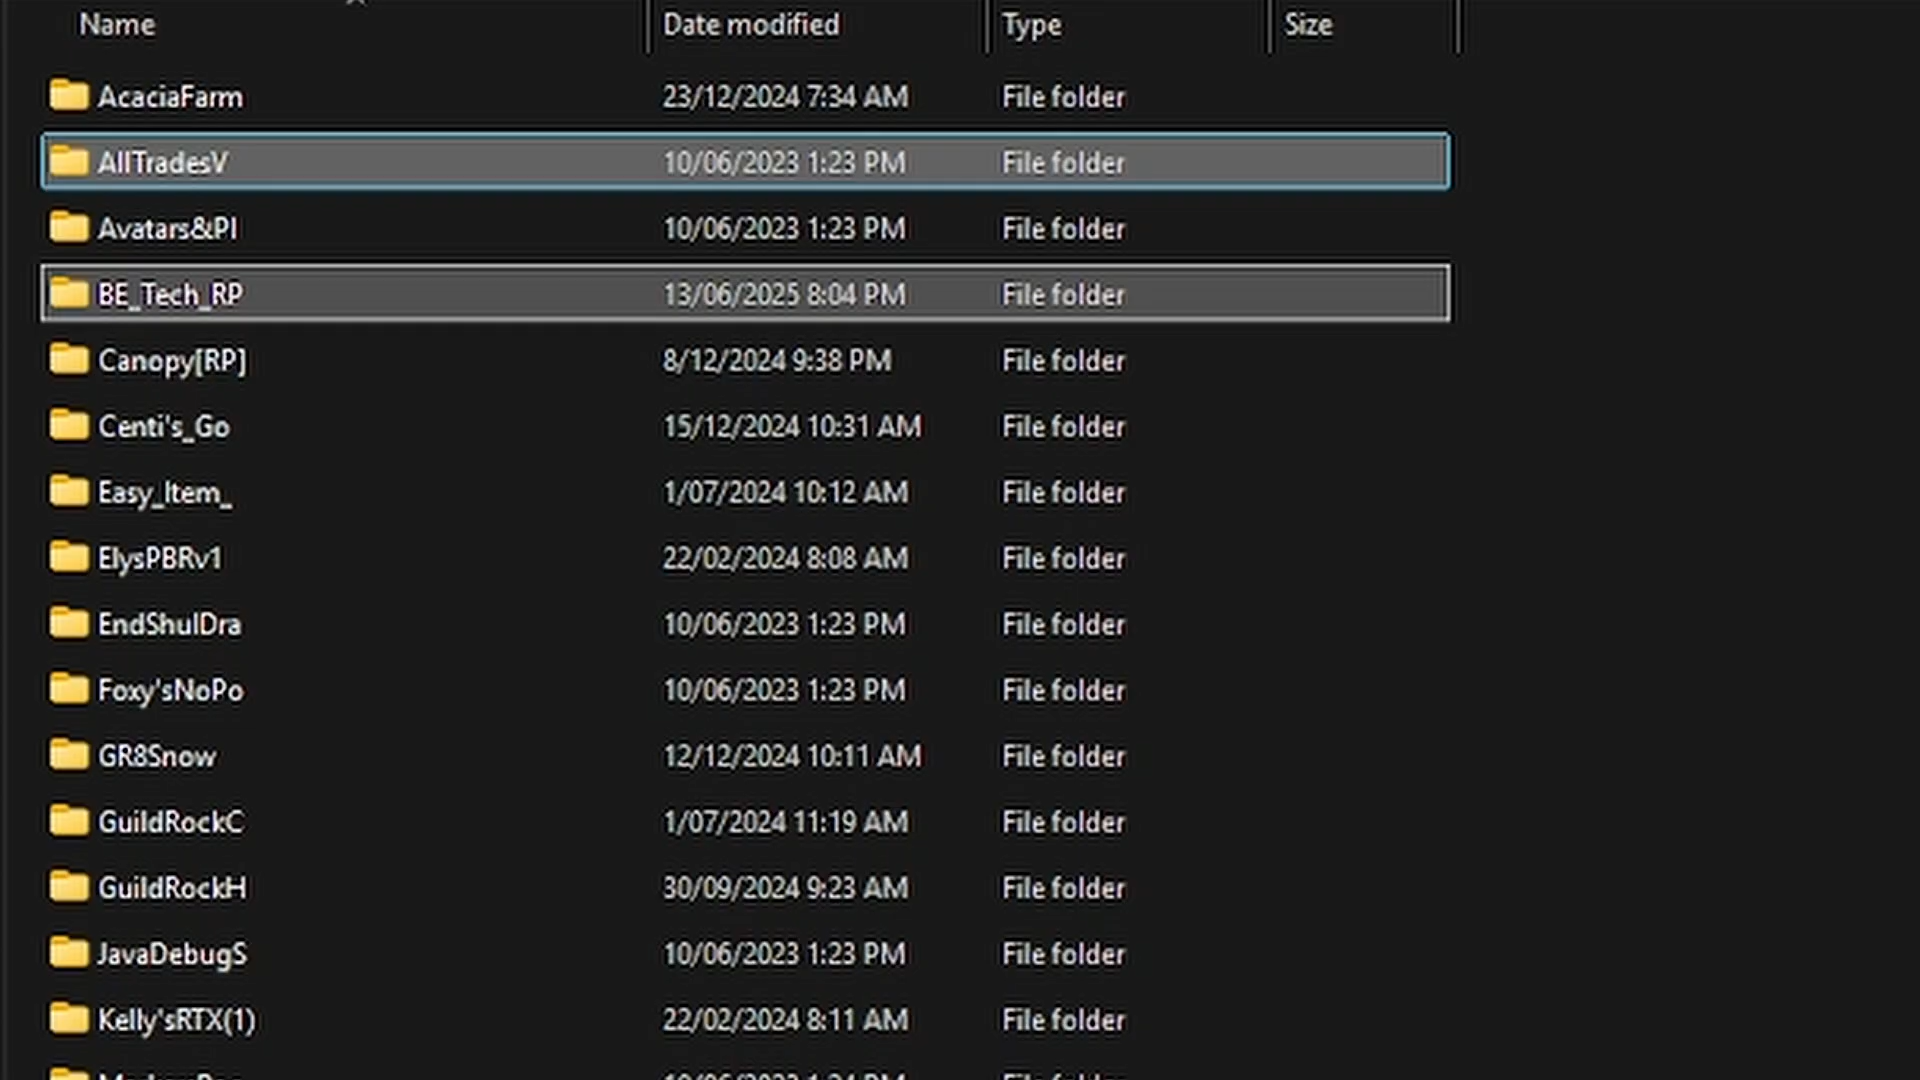 Name Date modified Type Size
AcaciaFarm 23/12/2024 7:34 AM File folder
AllTradesV 10/06/2023 1:23 PM File folder
Avatars&Pl 10/06/2023 1:23 PM File folder
BE_Tech_RP 13/06/2025 8:04 PM File folder
Canopy[RP] 8/12/2024 9:38 PM File folder
Centi's_Go 15/12/2024 10:31 AM File folder
Easy_Item_ 1/07/2024 10:12 AM File folder
ElysPBRv1 22/02/2024 8:08 AM File folder
EndShulDra 10/06/2023 1:23 PM File folder
Foxy'sNoPo 10/06/2023 1:23 PM File folder
GR8Snow 12/12/2024 10:11 AM File folder
GuildRockC 1/07/2024 11:19 AM File folder
GuildRockH 30/09/2024 9:23 AM File folder
JavaDebugS 10/06/2023 1:23 PM File folder
Kelly'sRTX(1) 22/02/2024 8:11 AM File folder